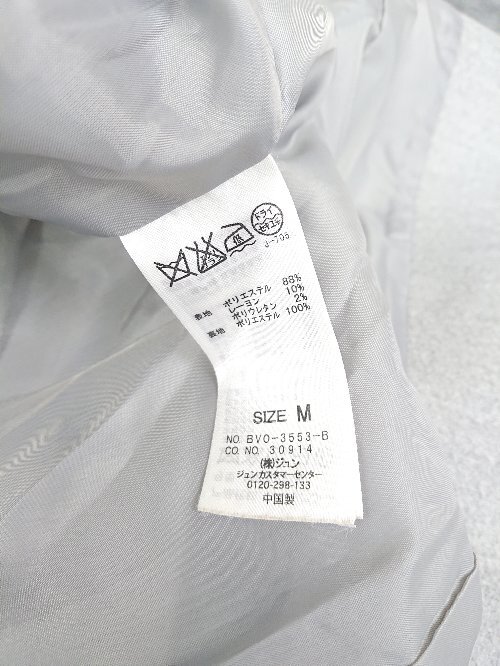 ドライ
セキユ系
J-706
表地 ポリエステル 88%
レーヨン 10%
ポリウレタン 2%
裏地 ポリエステル 100%
SIZE M
NO. BVO-3553-B
CO. NO. 30914
(株)ジュン
ジュンカスタマーセンター
0120-298-133
中国製